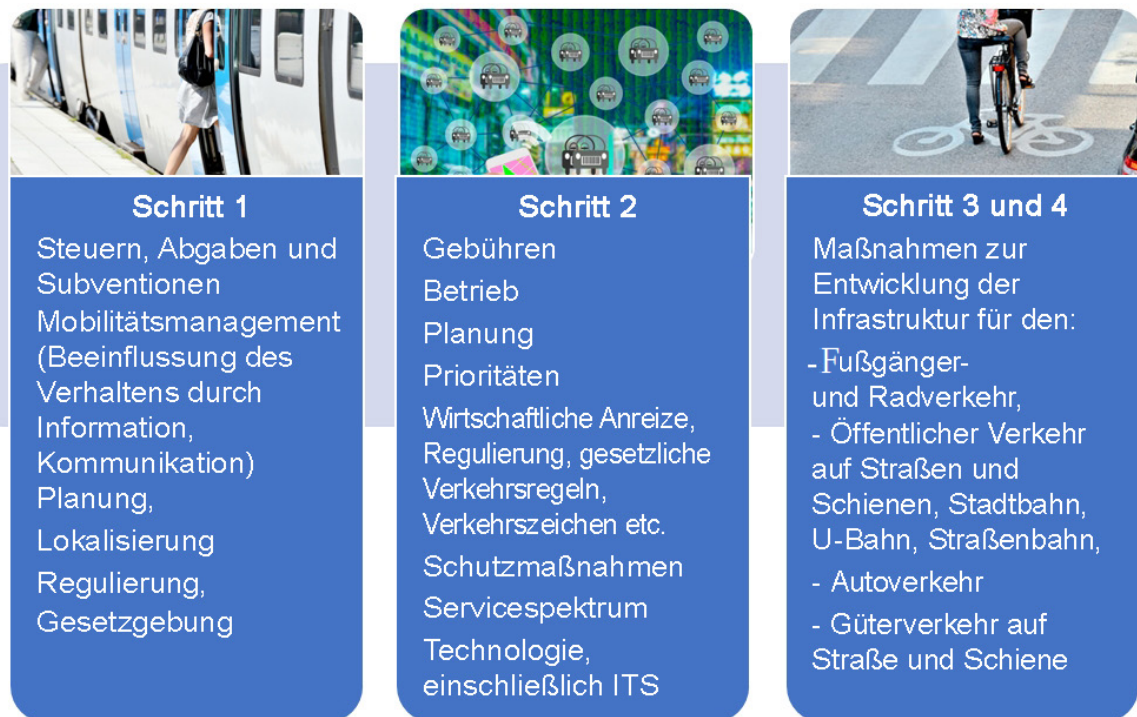 Schritt 1
Steuern, Abgaben und
Subventionen
Mobilitätsmanagement
(Beeinflussung des
Verhaltens durch
Information,
Kommunikation)
Planung,
Lokalisierung
Regulierung,
Gesetzgebung
Schritt 2
Gebühren
Betrieb
Planung
Prioritäten
Wirtschaftliche Anreize,
Regulierung, gesetzliche
Verkehrsregeln,
Verkehrszeichen etc.
Schutzmaßnahmen
Servicespektrum
Technologie,
einschließlich ITS
Schritt 3 und 4
Maßnahmen zur
Entwicklung der
Infrastruktur für den:
-Fußgänger-
und Radverkehr,
- Öffentlicher Verkehr
auf Straßen und
Schienen, Stadtbahn,
U-Bahn, Straßenbahn,
- Autoverkehr
- Güterverkehr auf
Straße und Schiene